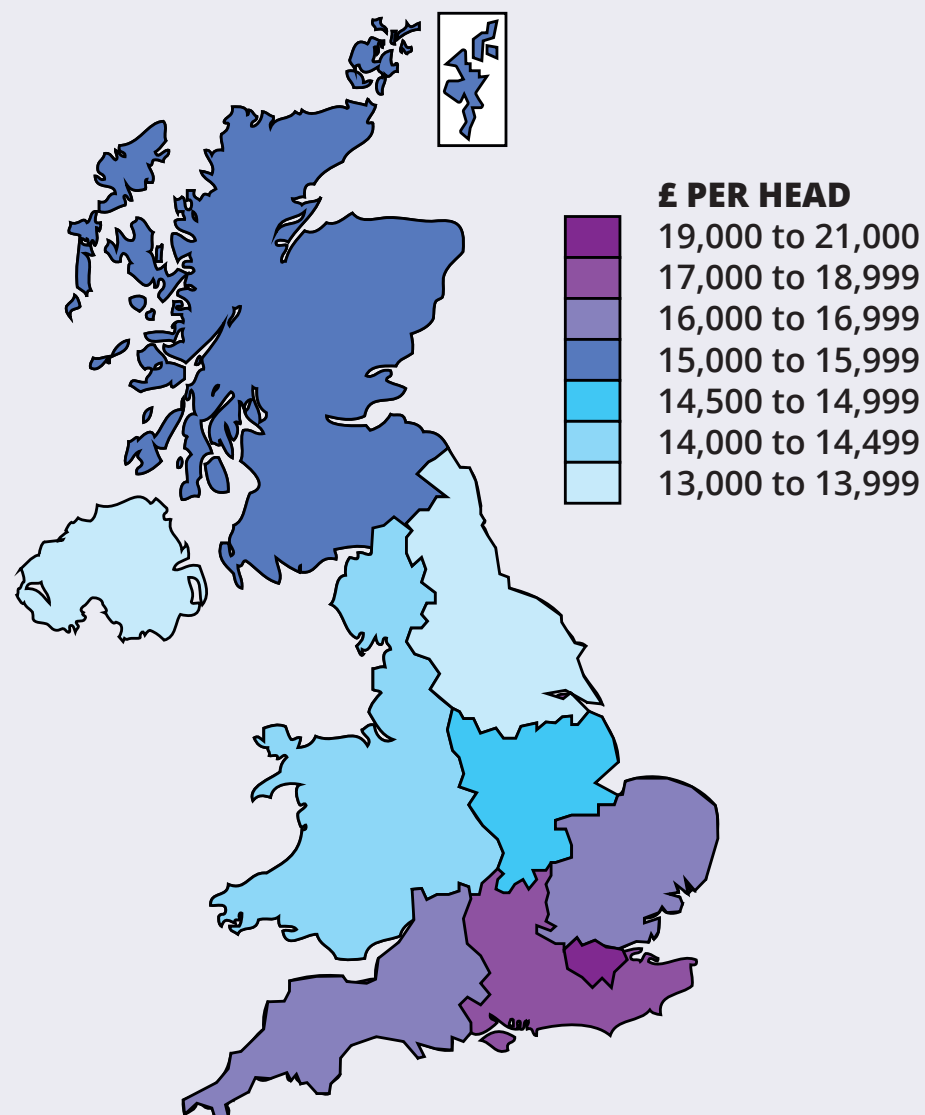 £ PER HEAD
19,000 to 21,000
17,000 to 18,999
16,000 to 16,999
15,000 to 15,999
14,500 to 14,999
14,000 to 14,499
13,000 to 13,999